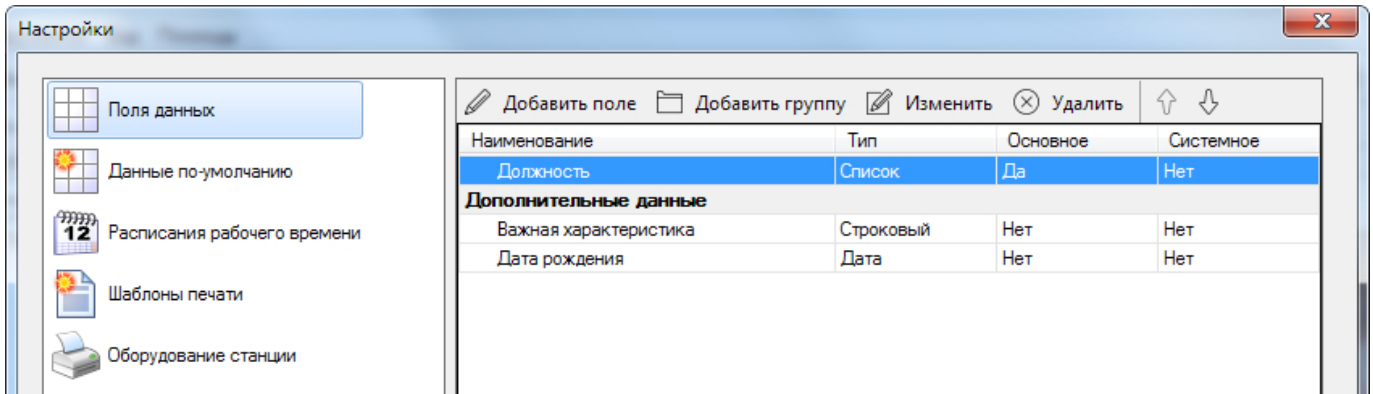 Настройки
Поля данных
Данные по-умолчанию
12
Расписания рабочего времени
Шаблоны печати
Оборудование станции
Добавить поле Добавить группу Изменить Удалить
Наименование Тип Основное Системное
Должность Список Да Нет
Дополнительные данные
Важная характеристика Строковый Нет Нет
Дата рождения Дата Нет Нет